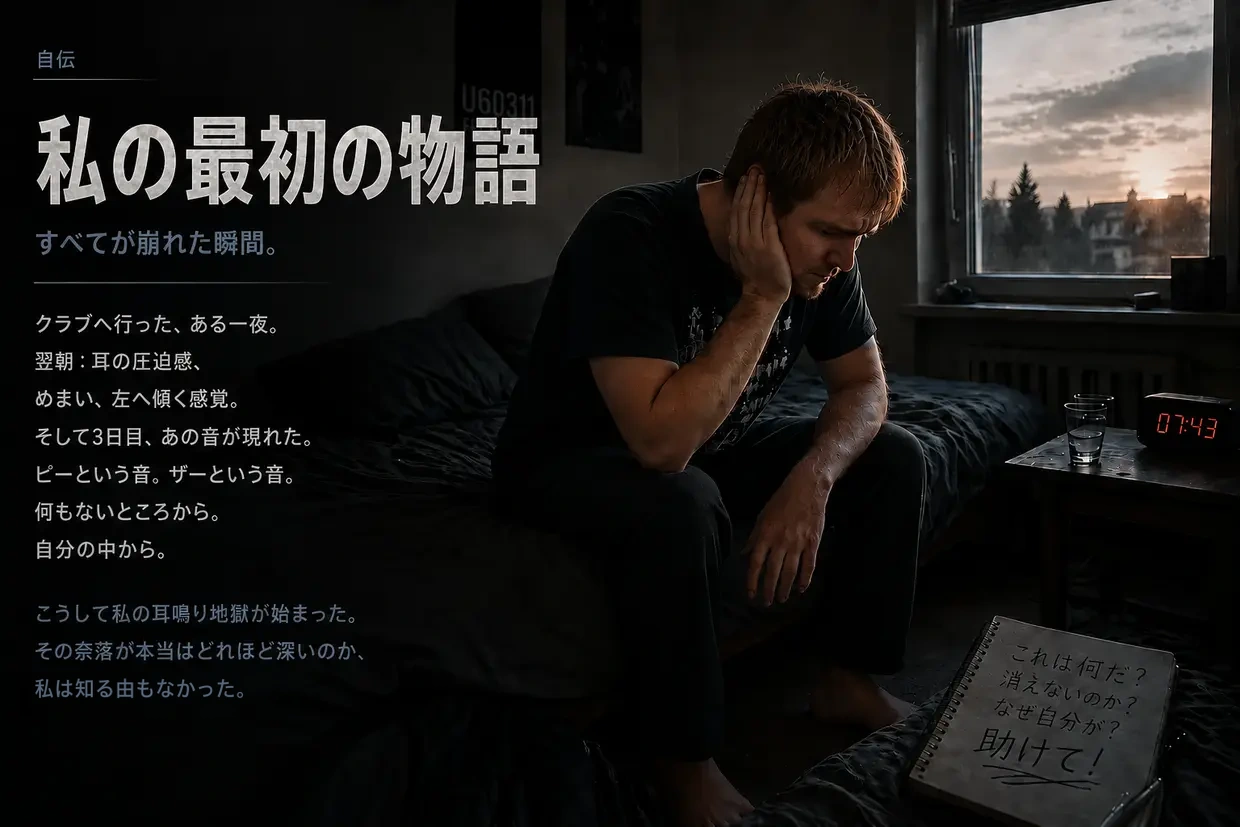 自伝
私の最初の物語
すべてが崩れた瞬間。
クラブへ行った、ある一夜。
翌朝：耳の圧迫感、
めまい、左へ傾く感覚。
そして3日目、あの音が現れた。
ピーという音。ザーという音。
何もないところから。
自分の中から。
こうして私の耳鳴り地獄が始まった。
その奈落が本当はどれほど深いのか、
私は知る由もなかった。
U60311
07:43
これは何だ？
消えないのか？
なぜ自分が？
助けて！